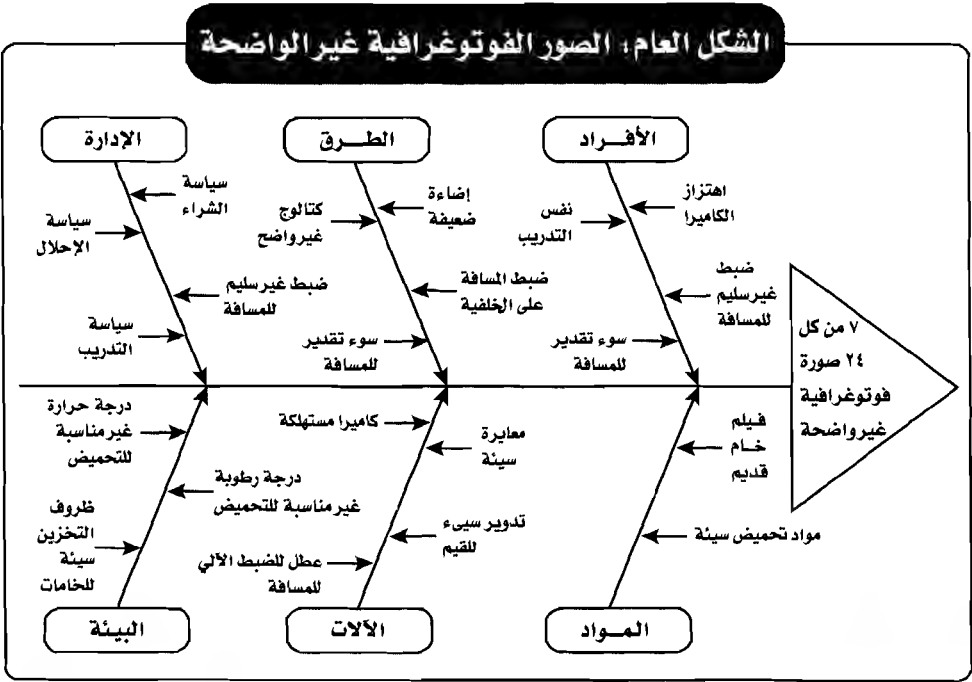 الشكل العام: الصور الفوتوغرافية غير الواضحة
الأفراد
الطرق
الإدارة
اهتزاز
الكاميرا
نفس
التدريب
ضبط
غير سليم
للمسافة
سوء تقدير
للمسافة
إضاءة
ضعيفة
كتالوج
غير واضح
ضبط المسافة
على الخلفية
سوء تقدير
للمسافة
سياسة
الشراء
سياسة
الإحلال
ضبط غير سليم
للمسافة
سياسة
التدريب
٧ من كل
٢٤ صورة
فوتوغرافية
غير واضحة
فيلم
خام
قديم
مواد تحميض سيئة
كاميرا مستهلكة
معايرة
سيئة
تدوير سيىء
للقيم
عطل للضبط الآلي
للمسافة
درجة حرارة
غير مناسبة
للتحميض
درجة رطوبة
غير مناسبة للتحميض
ظروف
التخزين
سيئة
للخامات
المواد
الآلات
البيئة